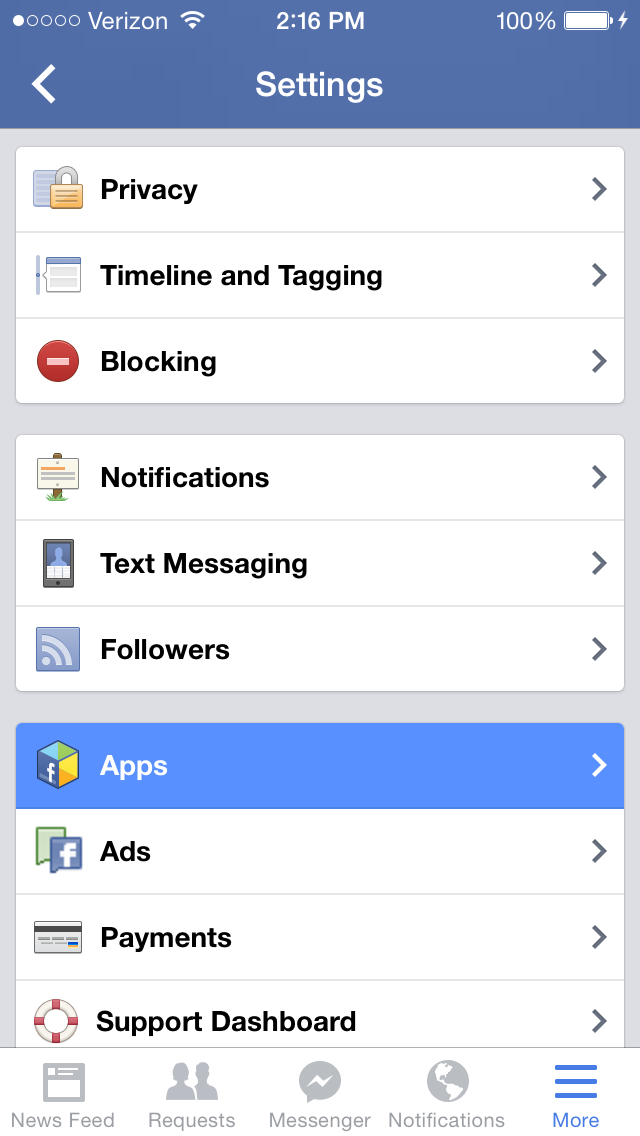 Verizon 2:16 PM 100%
Settings
Privacy
Timeline and Tagging
Blocking
Notifications
Text Messaging
Followers
Apps
Ads
Payments
Support Dashboard
News Feed Requests Messenger Notifications More